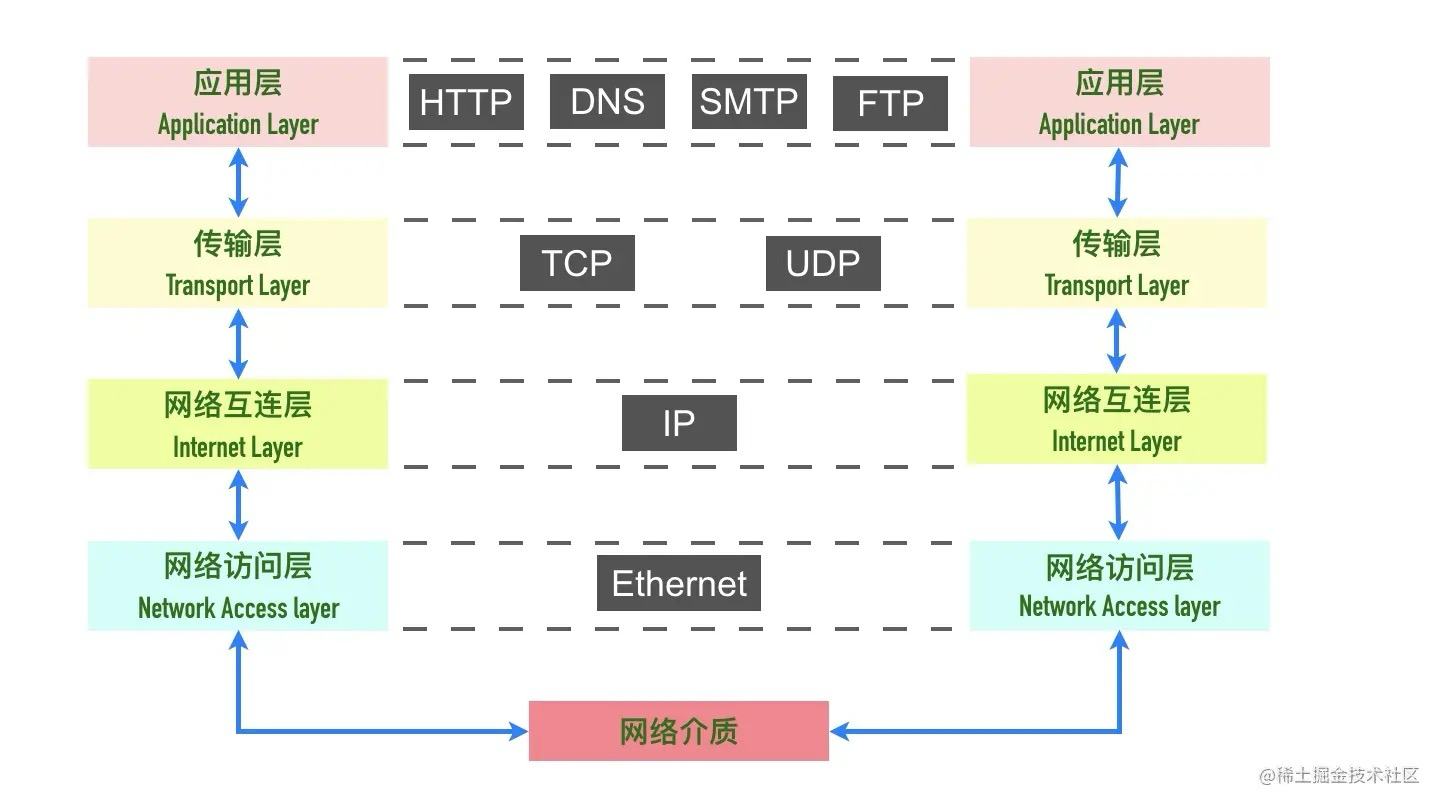 应用层
Application Layer
HTTP
DNS
SMTP
FTP
应用层
Application Layer
传输层
Transport Layer
TCP
UDP
传输层
Transport Layer
网络互连层
Internet Layer
IP
网络互连层
Internet Layer
网络访问层
Network Access layer
Ethernet
网络访问层
Network Access layer
网络介质
@稀土掘金技术社区